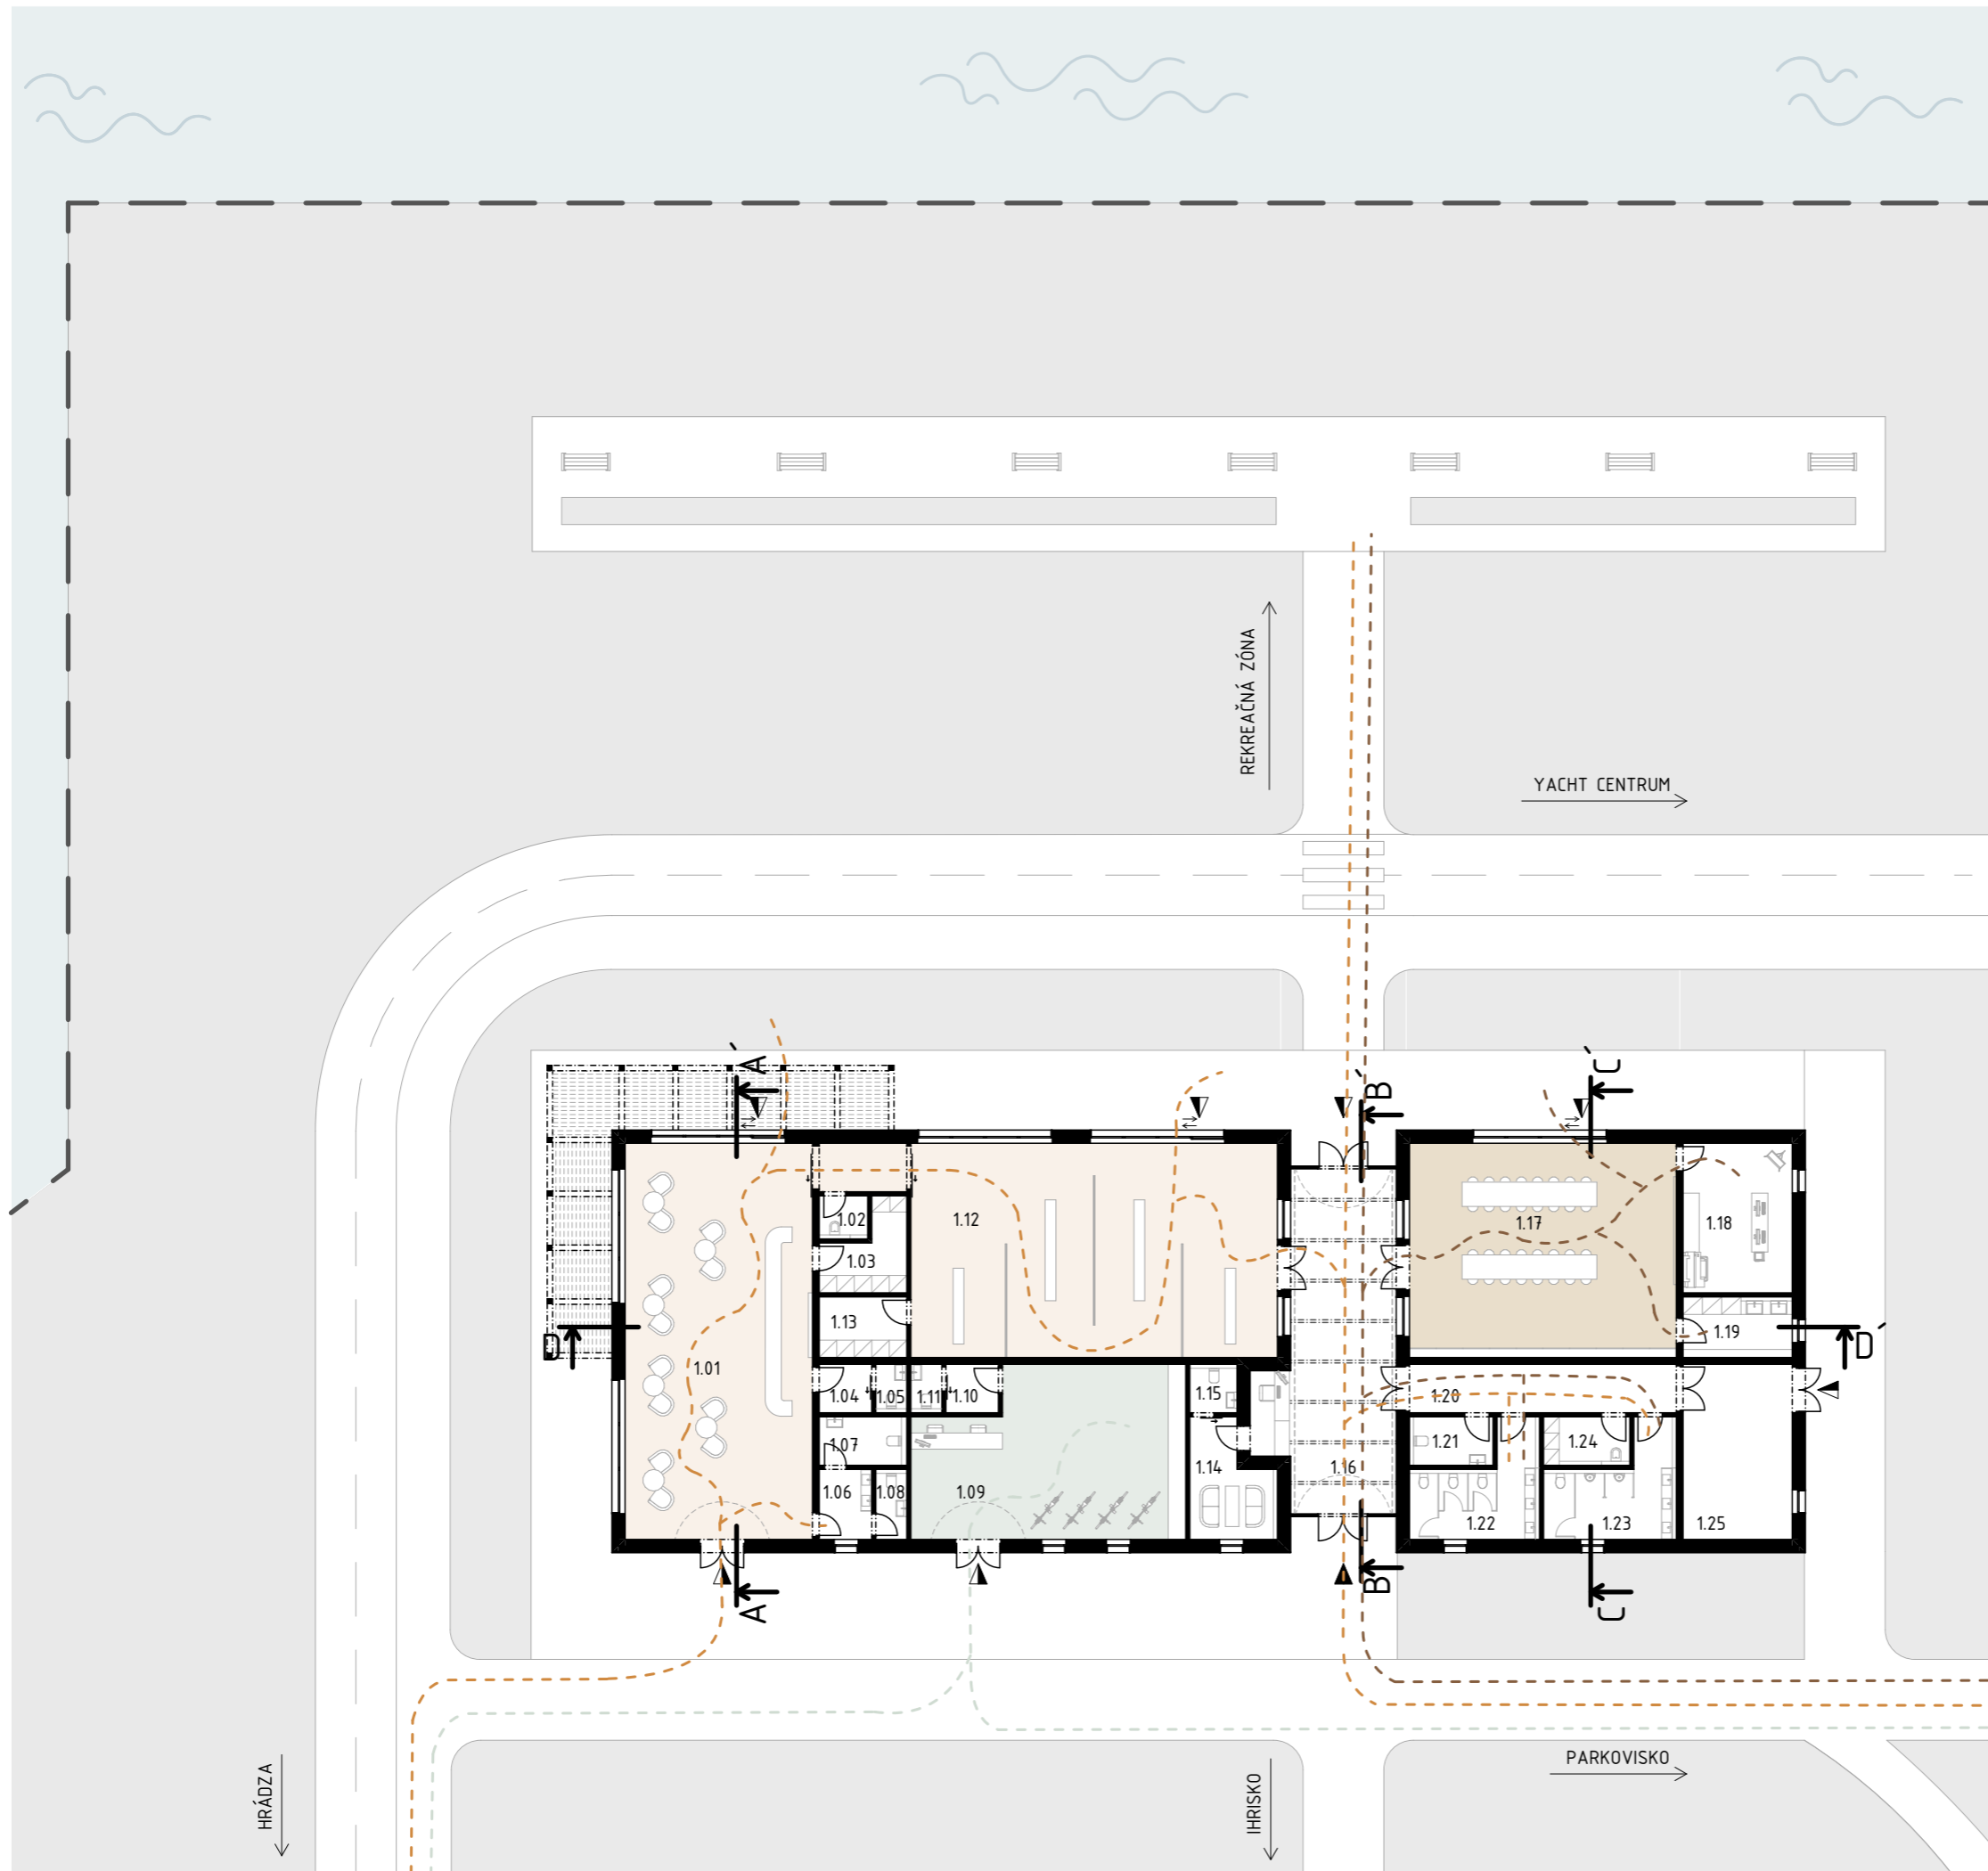 REKREAČNÁ ZÓNA
YACHT CENTRUM
A´
B´
C´
1.02
1.12
1.17
1.18
1.03
1.13
1.19
D
D´
1.01
1.04
1.05
1.11
1.10
1.15
1.20
1.07
1.21
1.24
1.14
1.16
1.06
1.08
1.09
1.22
1.23
1.25
A
B
C
PARKOVISKO
HRÁDZA
IHRISKO